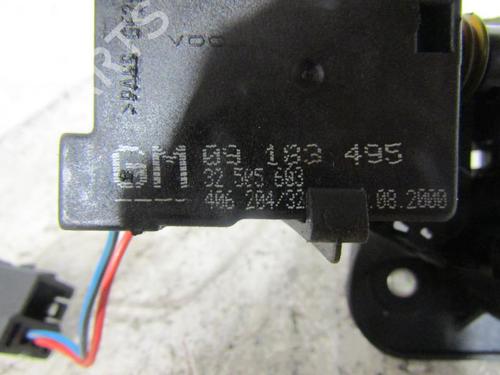 VDO
GM 09 183 495
32 505 603
---- 406 204/32 .08.2000